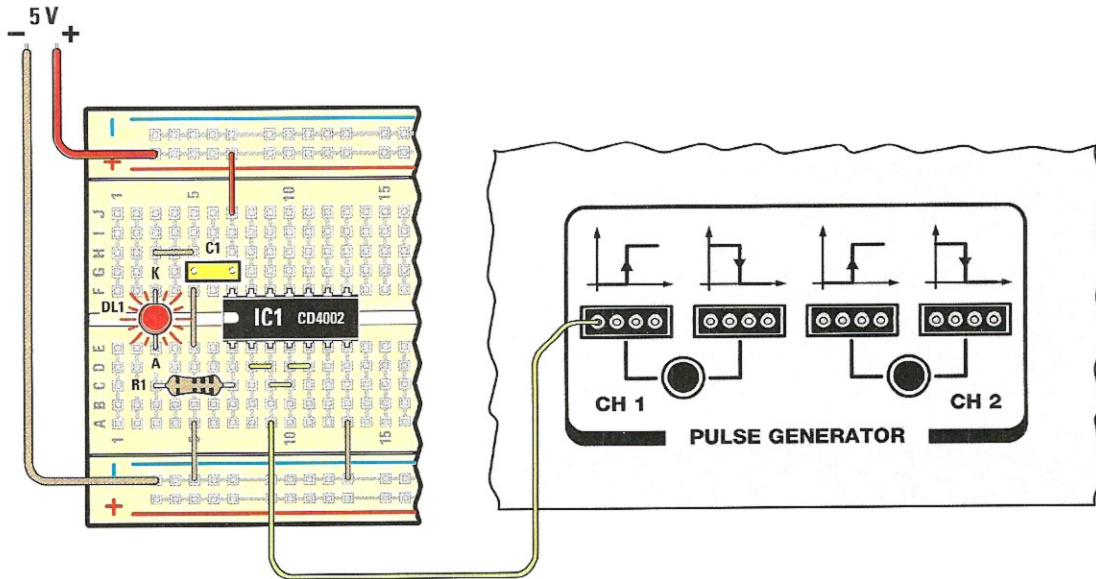 5 V
− +
−
+
1 5 10 15
J
I
H
G
F
C1
K
DL1
IC1 CD4002
A
R1
E
D
C
B
A
1 5 10 15
−
+
CH 1
CH 2
PULSE GENERATOR